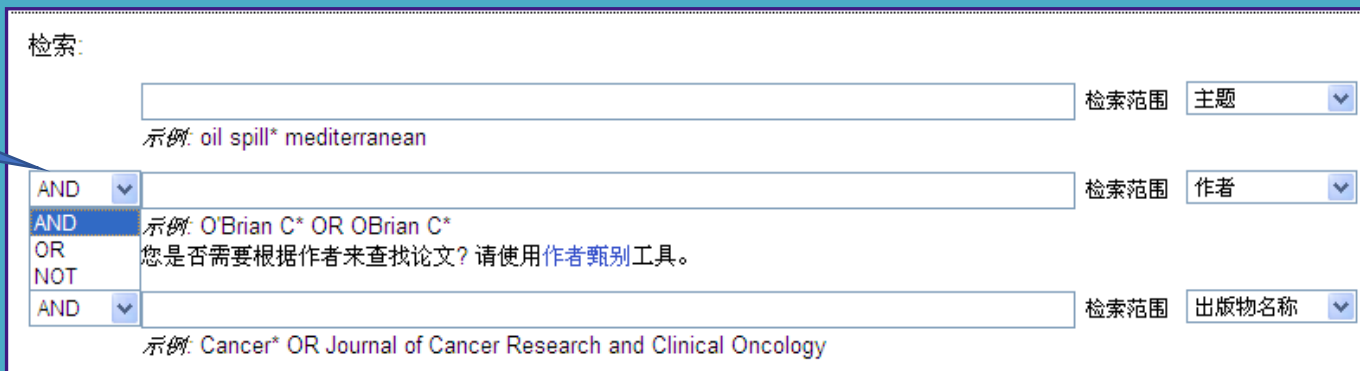 检索:
检索范围 主题
示例: oil spill* mediterranean
AND 检索范围 作者
AND 示例: O'Brian C* OR OBrian C*
OR 您是否需要根据作者来查找论文? 请使用作者甄别工具。
NOT
AND 检索范围 出版物名称
示例: Cancer* OR Journal of Cancer Research and Clinical Oncology